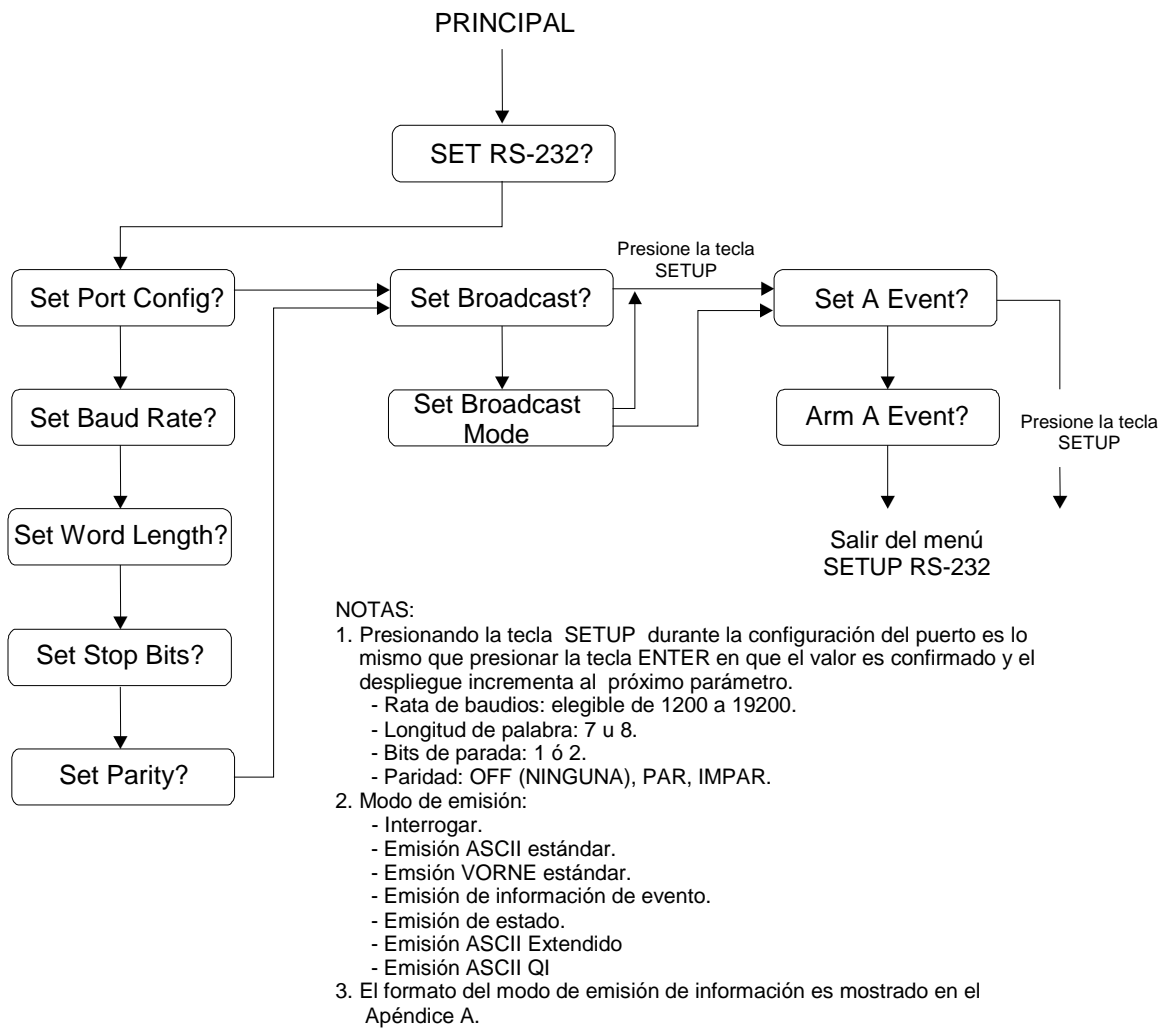 PRINCIPAL
SET RS-232?
Presione la tecla
SETUP
Set Port Config?
Set Broadcast?
Set A Event?
Set Baud Rate?
Set Broadcast
Mode
Arm A Event?
Presione la tecla
SETUP
Set Word Length?
Salir del menú
SETUP RS-232
Set Stop Bits?
Set Parity?
NOTAS:
1. Presionando la tecla SETUP durante la configuración del puerto es lo
mismo que presionar la tecla ENTER en que el valor es confirmado y el
despliegue incrementa al próximo parámetro.
- Rata de baudios: elegible de 1200 a 19200.
- Longitud de palabra: 7 u 8.
- Bits de parada: 1 ó 2.
- Paridad: OFF (NINGUNA), PAR, IMPAR.
2. Modo de emisión:
- Interrogar.
- Emisión ASCII estándar.
- Emsión VORNE estándar.
- Emisión de información de evento.
- Emisión de estado.
- Emisión ASCII Extendido
- Emisión ASCII QI
3. El formato del modo de emisión de información es mostrado en el
Apéndice A.